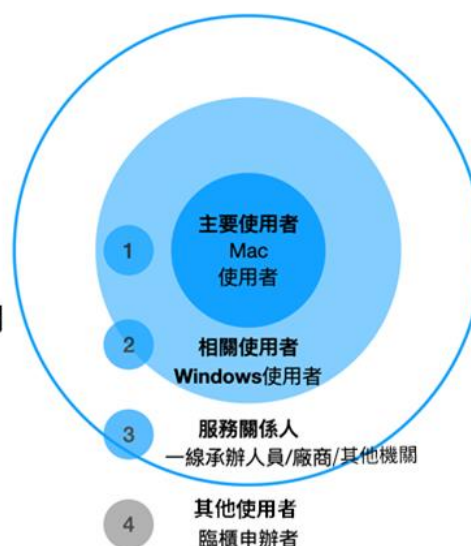 主要使用者
1
Mac
使用者
2
相關使用者
Windows使用者
3
服務關係人
一線承辦人員/廠商/其他機關
4
其他使用者
臨櫃申辦者